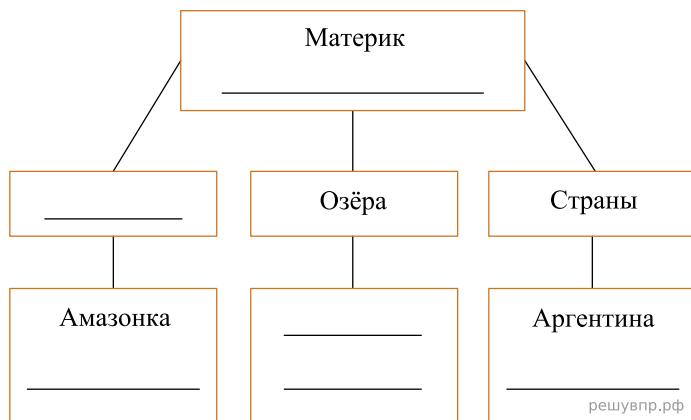 Материк
Озёра
Страны
Амазонка
Аргентина
решувпр.рф